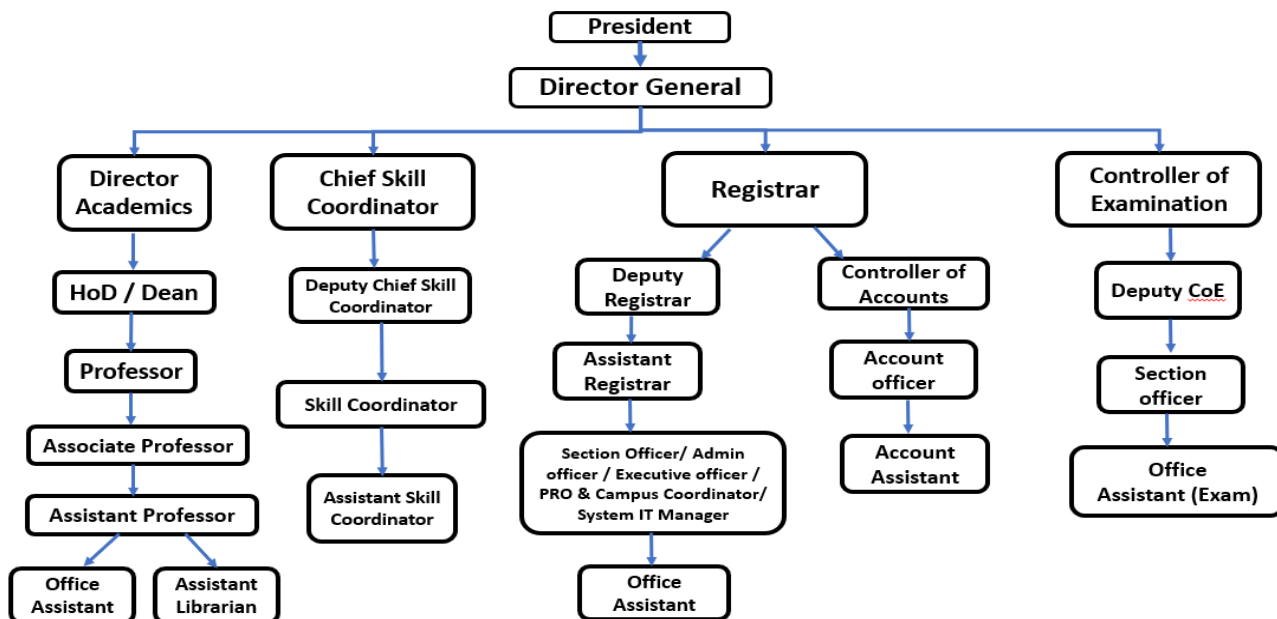 President
Director General
Director
Academics
Chief Skill
Coordinator
Registrar
Controller of
Examination
HoD / Dean
Deputy Chief Skill
Coordinator
Deputy
Registrar
Controller of
Accounts
Deputy CoE
Professor
Skill Coordinator
Assistant
Registrar
Account
officer
Section
officer
Associate Professor
Assistant Skill
Coordinator
Section Officer/ Admin
officer / Executive officer /
PRO & Campus Coordinator/
System IT Manager
Account
Assistant
Office
Assistant (Exam)
Assistant Professor
Office
Assistant
Assistant
Librarian
Office
Assistant